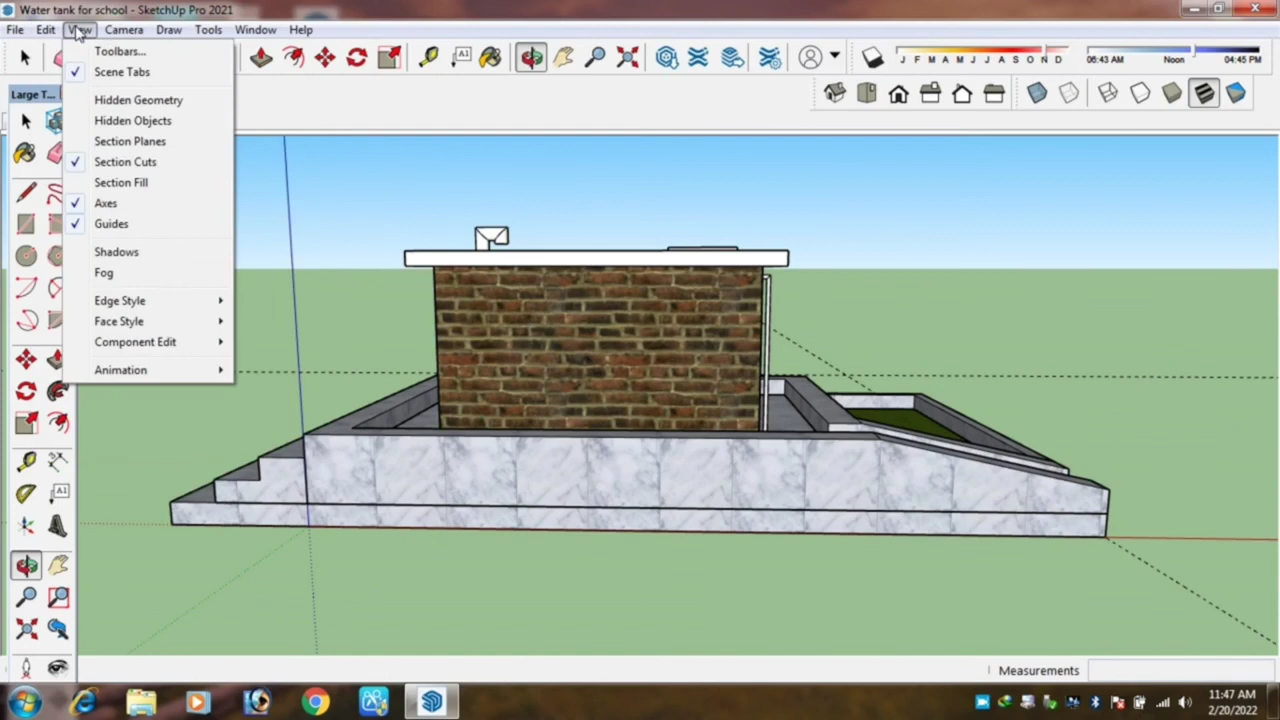 Water tank for school - SketchUp Pro 2021
File Edit View Camera Draw Tools Window Help
J F M A M J J A S O N D 06:43 AM Noon 04:45 PM
Toolbars...
Scene Tabs
Large T...
Hidden Geometry
Hidden Objects
Section Planes
Section Cuts
Section Fill
Axes
Guides
Shadows
Fog
Edge Style
Face Style
Component Edit
Animation
Measurements
11:47 AM
2/20/2022